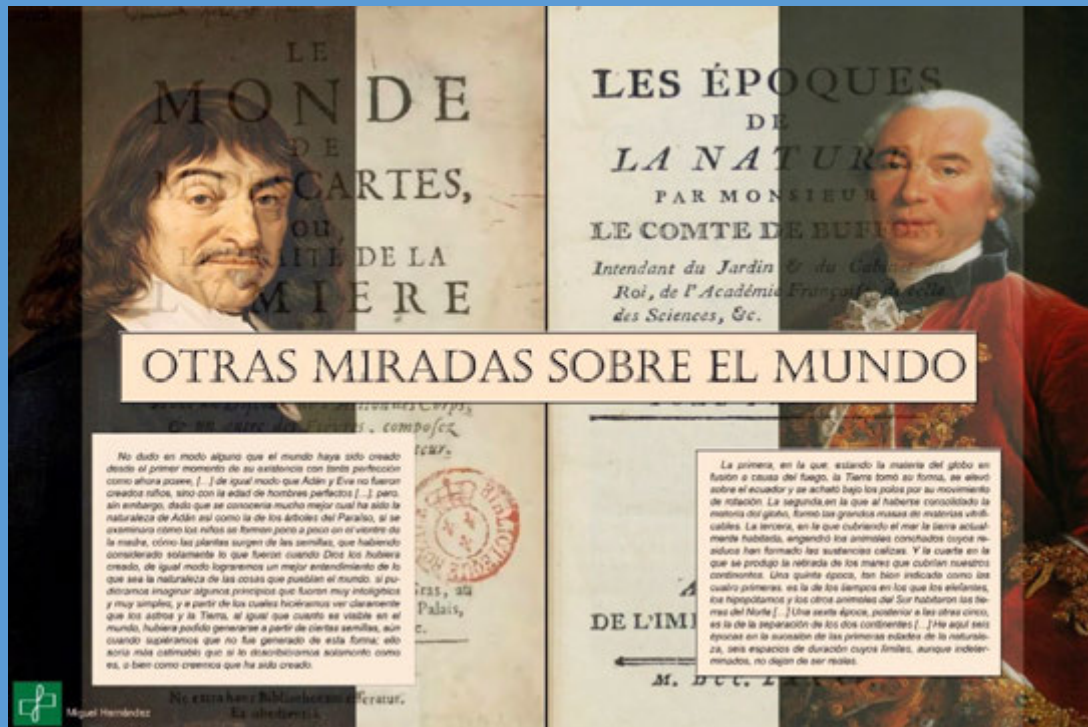 LE
MONDE
DE
CARTES,
ou,
DE LA
LUMIERE
LES ÉPOQUES
DE
LA NATURE
PAR MONSIEUR
LE COMTE DE BUFFON,
Intendant du Jardin & du Cabinet du
Roi, de l'Académie Françoise, de celle
des Sciences, &c.
OTRAS MIRADAS SOBRE EL MUNDO
composez
teur.
No dudo en modo alguno que el mundo haya sido creado
desde el primer momento de su existencia con tanta perfección
como ahora posee, [...] de igual modo que Adán y Eva no fueron
creados niños, sino con la edad de hombres perfectos [...]. pero,
sin embargo, dado que se conocería mucho mejor cual ha sido la
naturaleza de Adán así como la de los árboles del Paraíso, si se
examinara cómo los niños se forman poco a poco en el vientre de
la madre, cómo las plantas surgen de las semillas, que habiendo
considerado solamente lo que fueron cuando Dios los hubiera
creado, de igual modo lograremos un mejor entendimiento de lo
que sea la naturaleza de las cosas que pueblan el mundo. si pu-
diéramos imaginar algunos principios que fueron muy inteligibles
y muy simples, y a partir de los cuales hiciéramos ver claramente
que los astros y la Tierra, al igual que cuanto es visible en el
mundo, hubiera podido generarse a partir de ciertas semillas, aún
cuando supiéramos que no fue generado de esta forma; ello
sería más estimable que si lo describiéramos solamente como
es, o bien como creemos que ha sido creado.
Gras, au
Palais,
Ne extra hanc Bibliothecam efferatur.
Ex obedientiâ.
La primera, en la que, estando la materia del globo en
fusión a causa del fuego, la Tierra tomó su forma, se elevó
sobre el ecuador y se acható bajo los polos por su movimiento
de rotación. La segunda en la que al haberse consolidado la
materia del globo, formó las grandes masas de materias vitrifi-
cables. La tercera, en la que cubriendo el mar la tierra actual-
mente habitada, engendró los animales conchados cuyos re-
siduos han formado las sustancias calizas. Y la cuarta en la
que se produjo la retirada de los mares que cubrían nuestros
continentes. Una quinta época, tan bien indicada como las
cuatro primeras, es la de los tiempos en los que los elefantes,
los hipopótamos y los otros animales del Sur habitaron las tie-
rras del Norte [...] Una sexta época, posterior a las otras cinco,
es la de la separación de los dos continentes [...] He aquí seis
épocas en la sucesión de las primeras edades de la naturale-
za, seis espacios de duración cuyos límites, aunque indeter-
minados, no dejan de ser reales.
DE L'IM
M. DCC.
Miguel Hernández